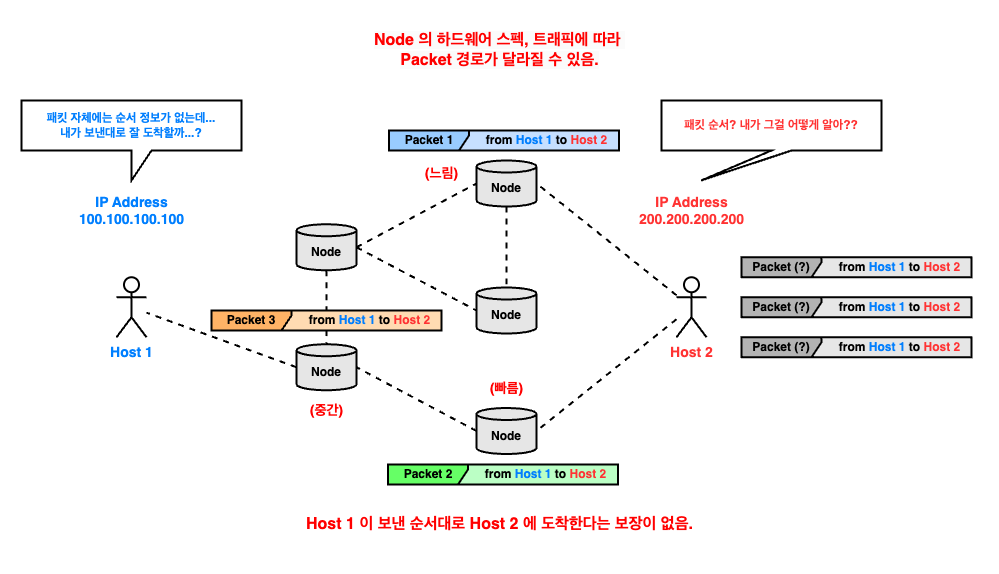 Node 의 하드웨어 스펙, 트래픽에 따라
Packet 경로가 달라질 수 있음.
패킷 자체에는 순서 정보가 없는데...
내가 보낸대로 잘 도착할까...?
패킷 순서? 내가 그걸 어떻게 알아??
Packet 1 from Host 1 to Host 2
(느림)
Node
IP Address
100.100.100.100
IP Address
200.200.200.200
Node
Packet (?) from Host 1 to Host 2
Packet (?) from Host 1 to Host 2
Packet (?) from Host 1 to Host 2
Node
Packet 3 from Host 1 to Host 2
Host 1
Host 2
Node
(중간)
(빠름)
Node
Packet 2 from Host 1 to Host 2
Host 1 이 보낸 순서대로 Host 2 에 도착한다는 보장이 없음.